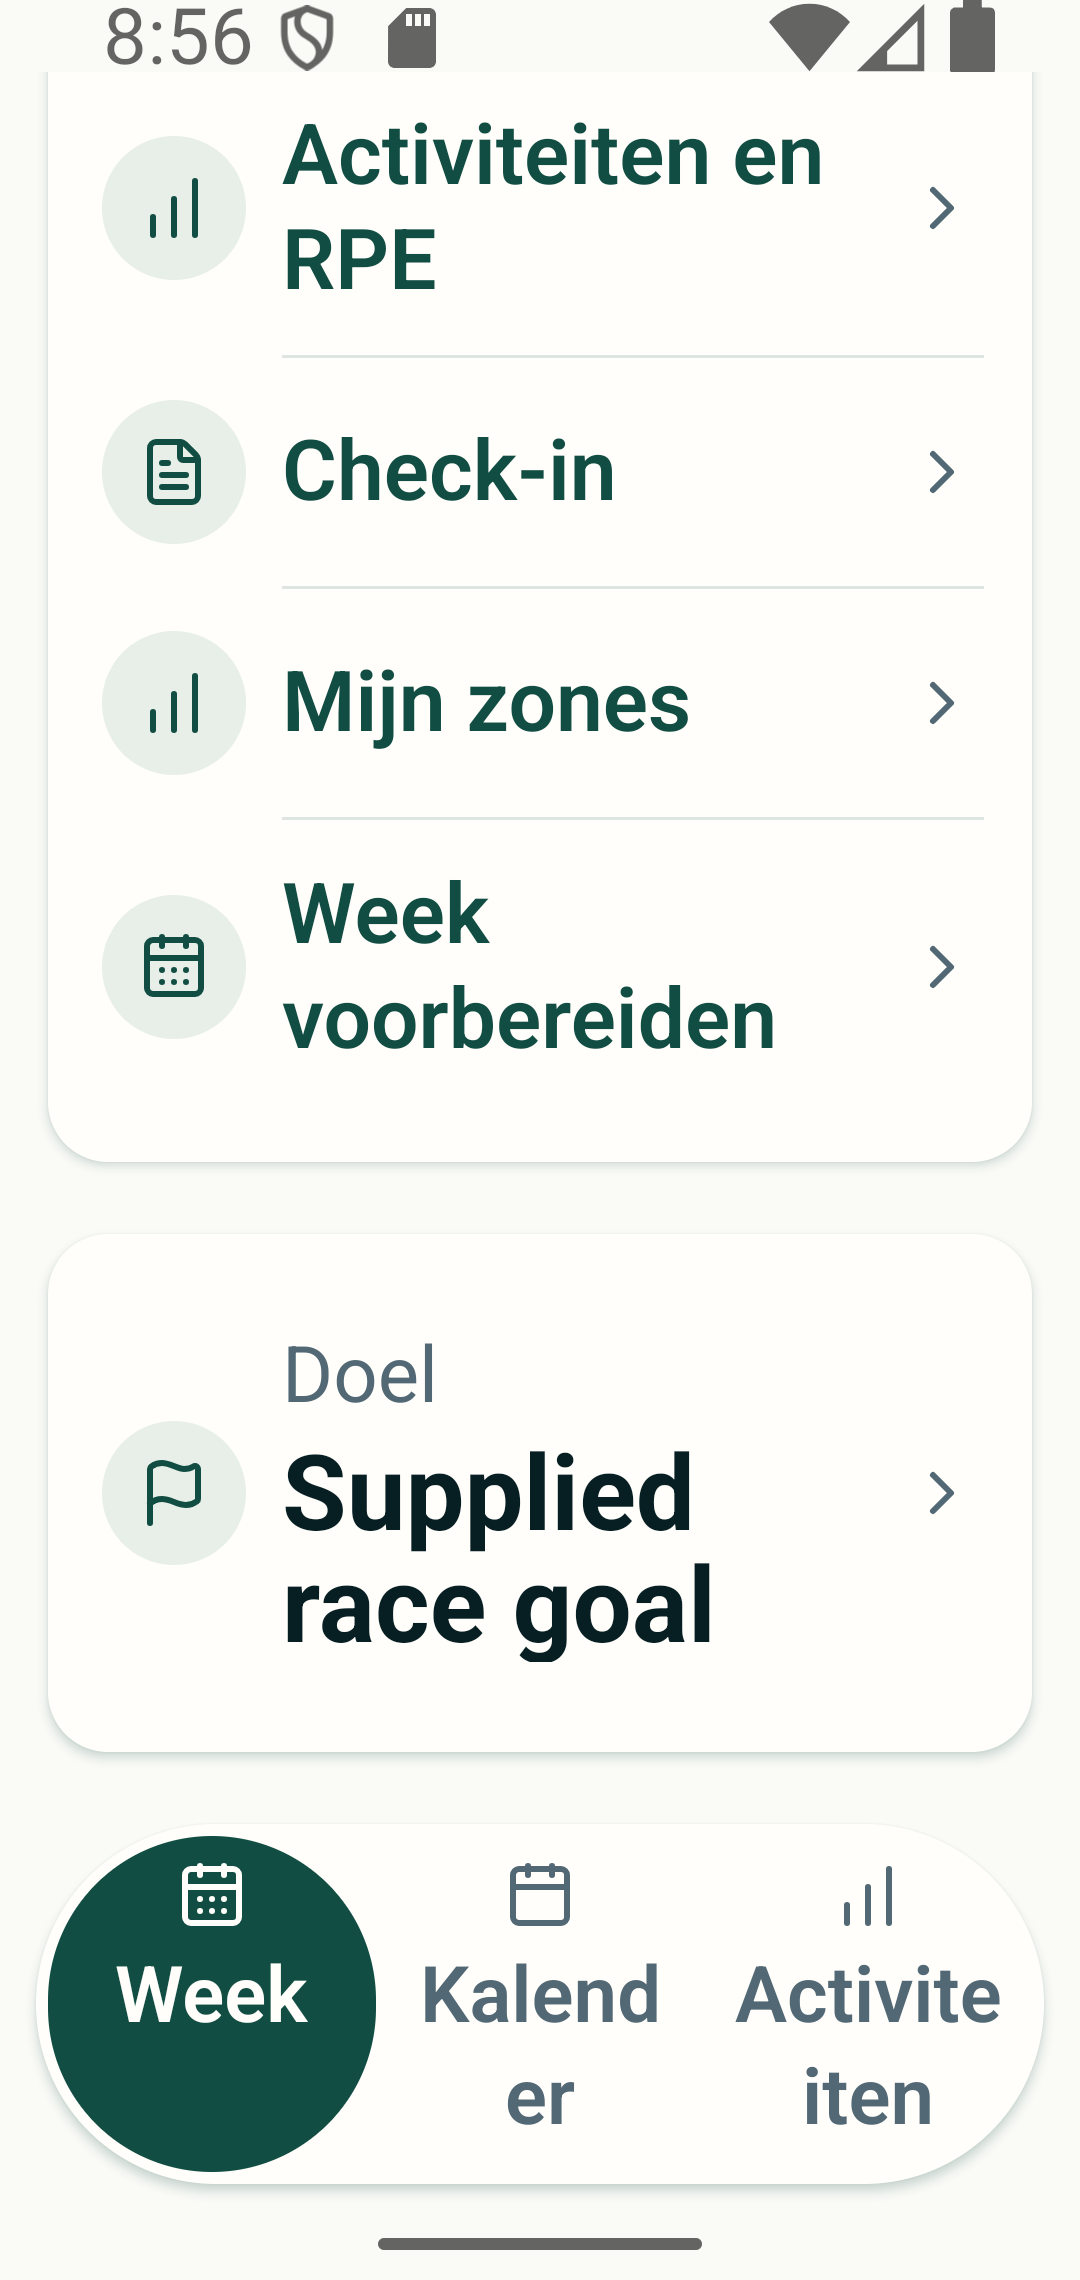 8:56
Activiteiten en
RPE
Check-in
Mijn zones
Week
voorbereiden
Doel
Supplied
race goal
Week
Kalend
er
Activite
iten